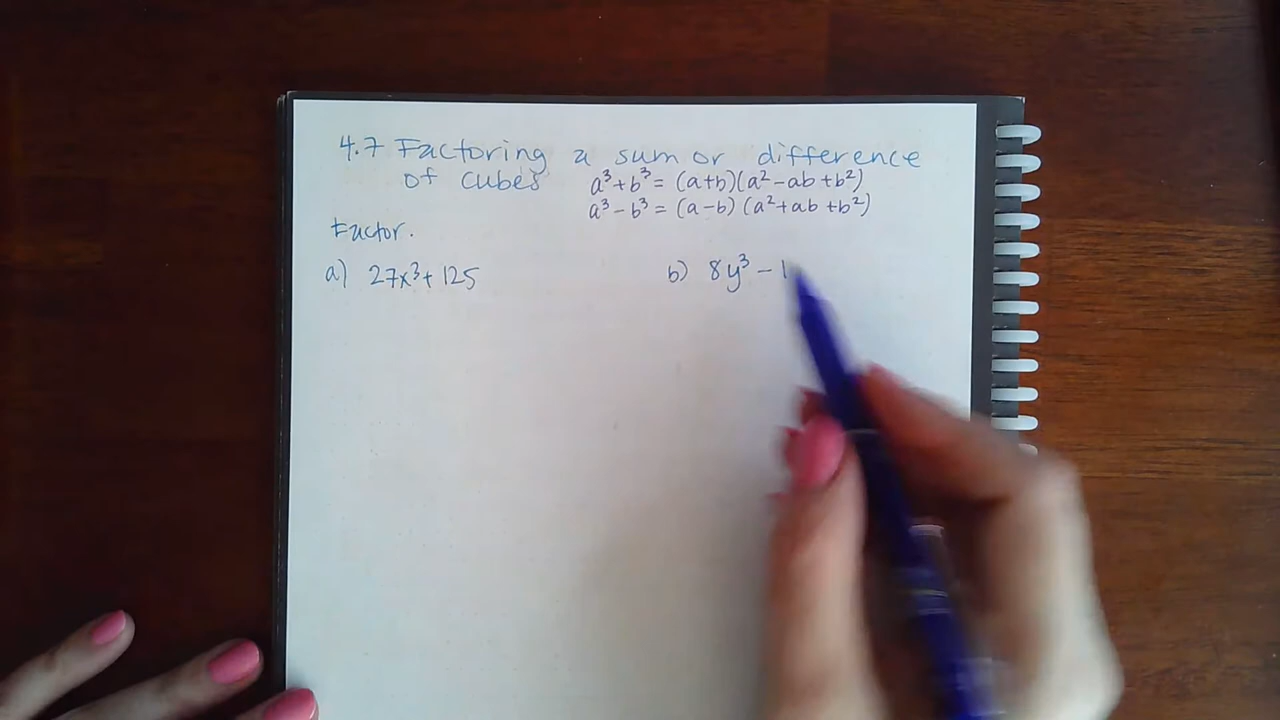 4.7 Factoring a sum or difference
of cubes
a³+b³ = (a+b)(a²-ab+b²)
a³-b³ = (a-b)(a²+ab+b²)
Factor.
a) 27x³+125
b) 8y³ - 1